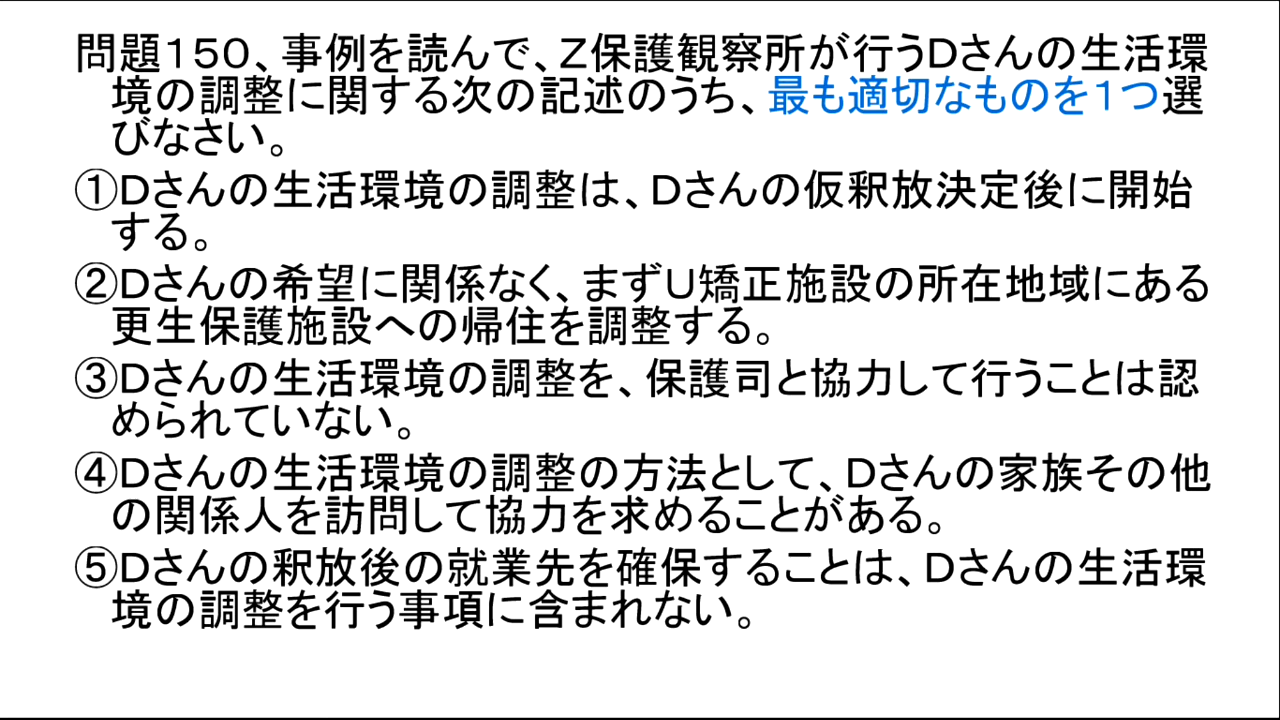 問題１５０、事例を読んで、Ｚ保護観察所が行うＤさんの生活環
境の調整に関する次の記述のうち、最も適切なものを１つ選
びなさい。
①Ｄさんの生活環境の調整は、Ｄさんの仮釈放決定後に開始
する。
②Ｄさんの希望に関係なく、まずＵ矯正施設の所在地域にある
更生保護施設への帰住を調整する。
③Ｄさんの生活環境の調整を、保護司と協力して行うことは認
められていない。
④Ｄさんの生活環境の調整の方法として、Ｄさんの家族その他
の関係人を訪問して協力を求めることがある。
⑤Ｄさんの釈放後の就業先を確保することは、Ｄさんの生活環
境の調整を行う事項に含まれない。